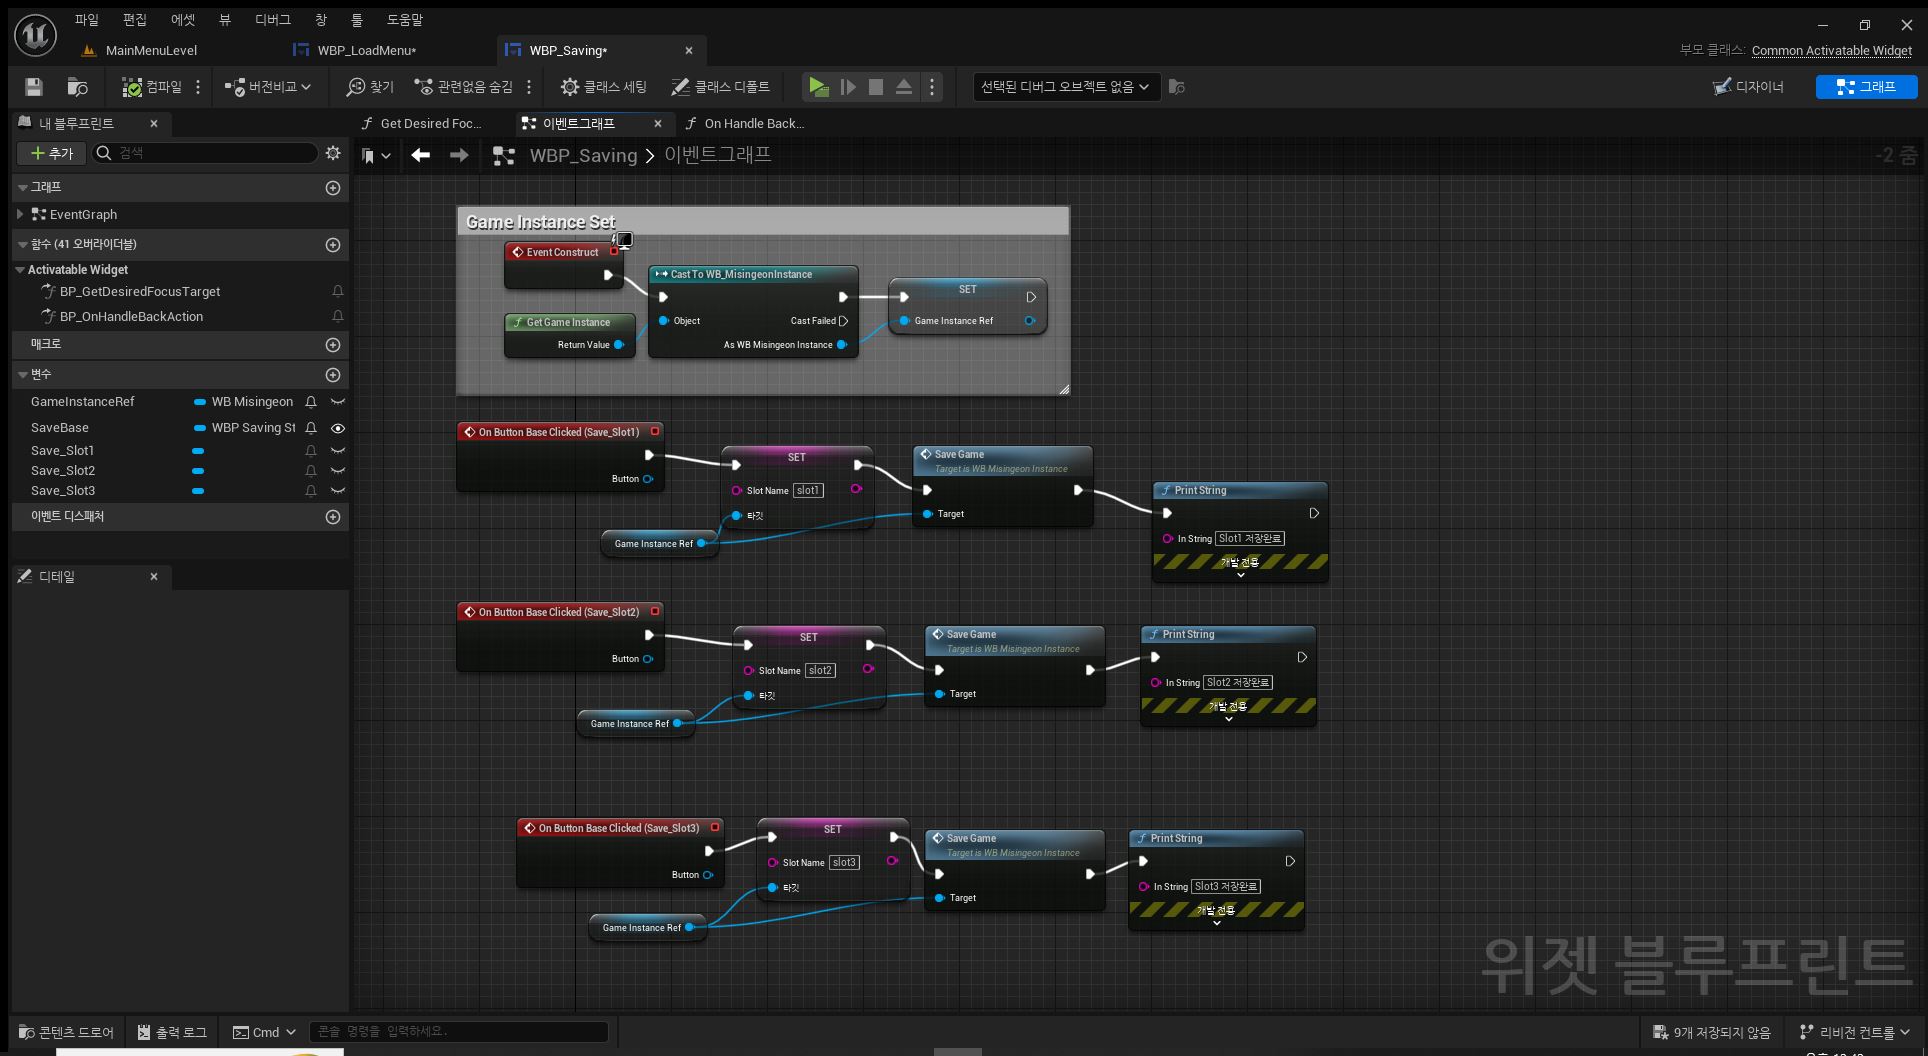 파일 편집 에셋 뷰 디버그 창 툴 도움말
MainMenuLevel
WBP_LoadMenu*
WBP_Saving*
부모 클래스: Common Activatable Widget
컴파일
버전비교
찾기
관련없음 숨김
클래스 세팅
클래스 디폴트
선택된 디버그 오브젝트 없음
디자이너
그래프
내 블루프린트
Get Desired Foc...
이벤트그래프
On Handle Back...
추가
검색
WBP_Saving > 이벤트그래프
-2 줌
그래프
EventGraph
함수 (41 오버라이더블)
Activatable Widget
BP_GetDesiredFocusTarget
BP_OnHandleBackAction
매크로
변수
GameInstanceRef WB Misingeon
SaveBase WBP Saving St
Save_Slot1
Save_Slot2
Save_Slot3
이벤트 디스패처
디테일
Game Instance Set
Event Construct
Cast To WB_MisingeonInstance
SET
Get Game Instance
Object
Cast Failed
Game Instance Ref
Return Value
As WB Misingeon Instance
On Button Base Clicked (Save_Slot1)
Button
SET
Slot Name slot1
타깃
Game Instance Ref
Save Game
Target is WB Misingeon Instance
Target
Print String
In String Slot1 저장완료
개발 전용
On Button Base Clicked (Save_Slot2)
Button
SET
Slot Name slot2
타깃
Game Instance Ref
Save Game
Target is WB Misingeon Instance
Target
Print String
In String Slot2 저장완료
개발 전용
On Button Base Clicked (Save_Slot3)
Button
SET
Slot Name slot3
타깃
Game Instance Ref
Save Game
Target is WB Misingeon Instance
Target
Print String
In String Slot3 저장완료
개발 전용
위젯 블루프린트
콘텐츠 드로어
출력 로그
Cmd
콘솔 명령을 입력하세요.
9개 저장되지 않음
리비전 컨트롤